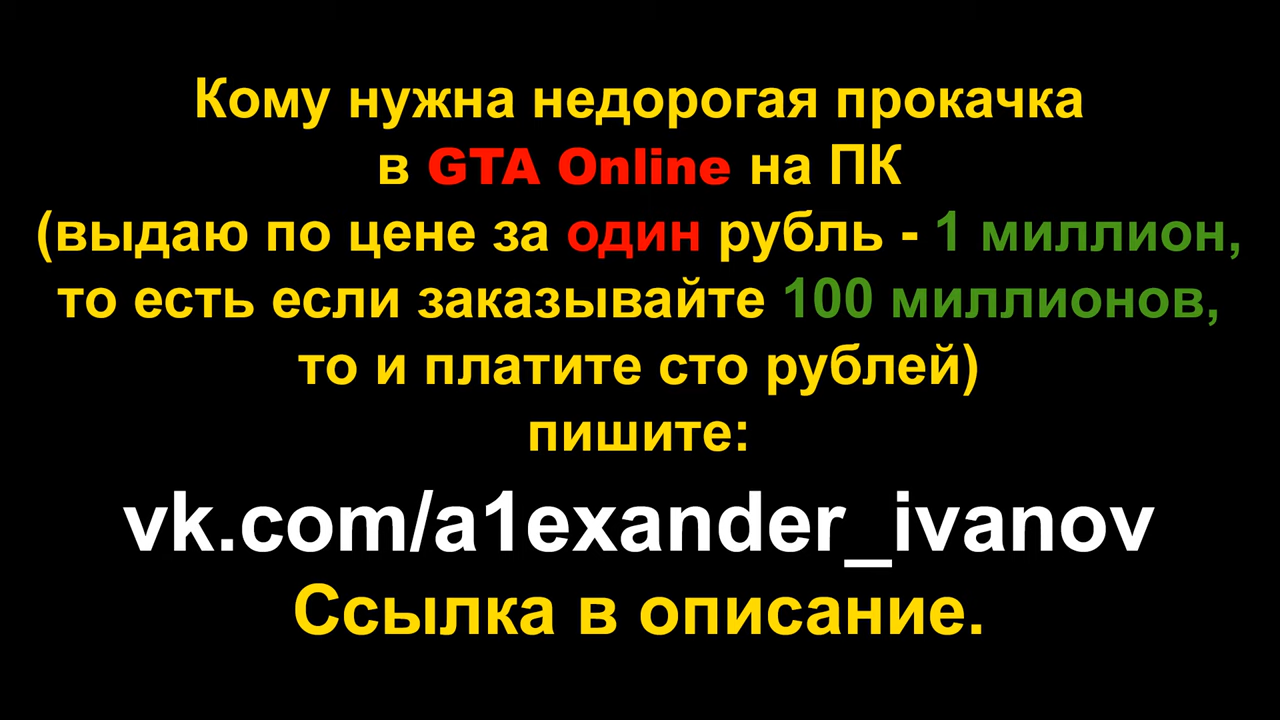 Кому нужна недорогая прокачка
в GTA Online на ПК
(выдаю по цене за один рубль - 1 миллион,
то есть если заказывайте 100 миллионов,
то и платите сто рублей)
пишите:
vk.com/a1exander_ivanov
Ссылка в описание.